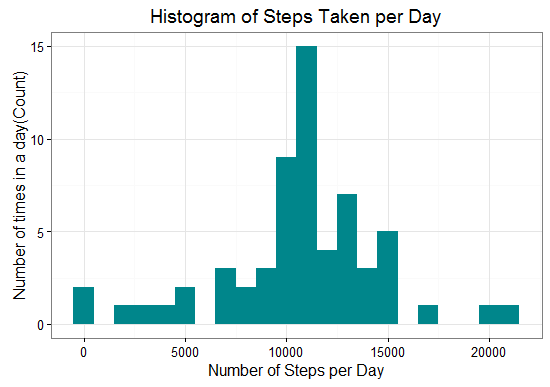 Histogram of Steps Taken per Day
Number of times in a day(Count)
15
10
5
0
0 5000 10000 15000 20000
Number of Steps per Day